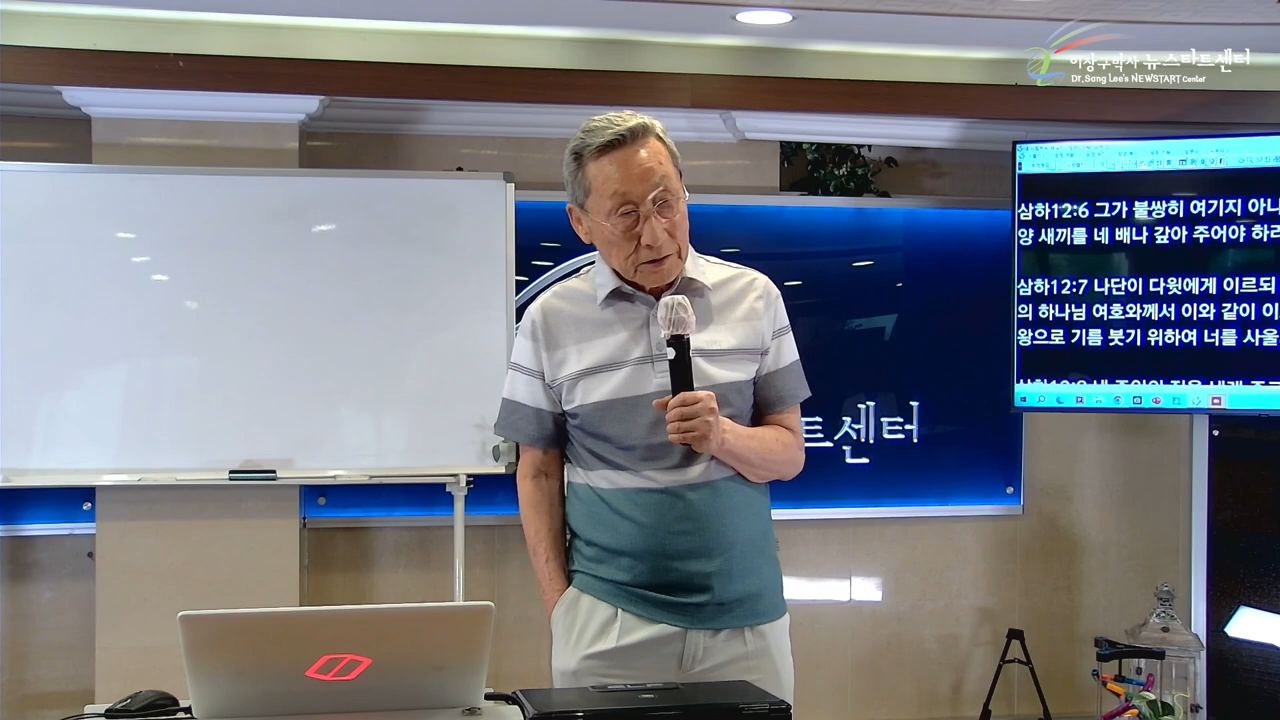 이상구박사 뉴스타트센터
Dr. Sang Lee's NEWSTART Center
삼하12:6 그가 불쌍히 여기지 아니
양 새끼를 네 배나 갚아 주어야 하리
삼하12:7 나단이 다윗에게 이르되
의 하나님 여호와께서 이와 같이 이
왕으로 기름 붓기 위하여 너를 사울
트센터